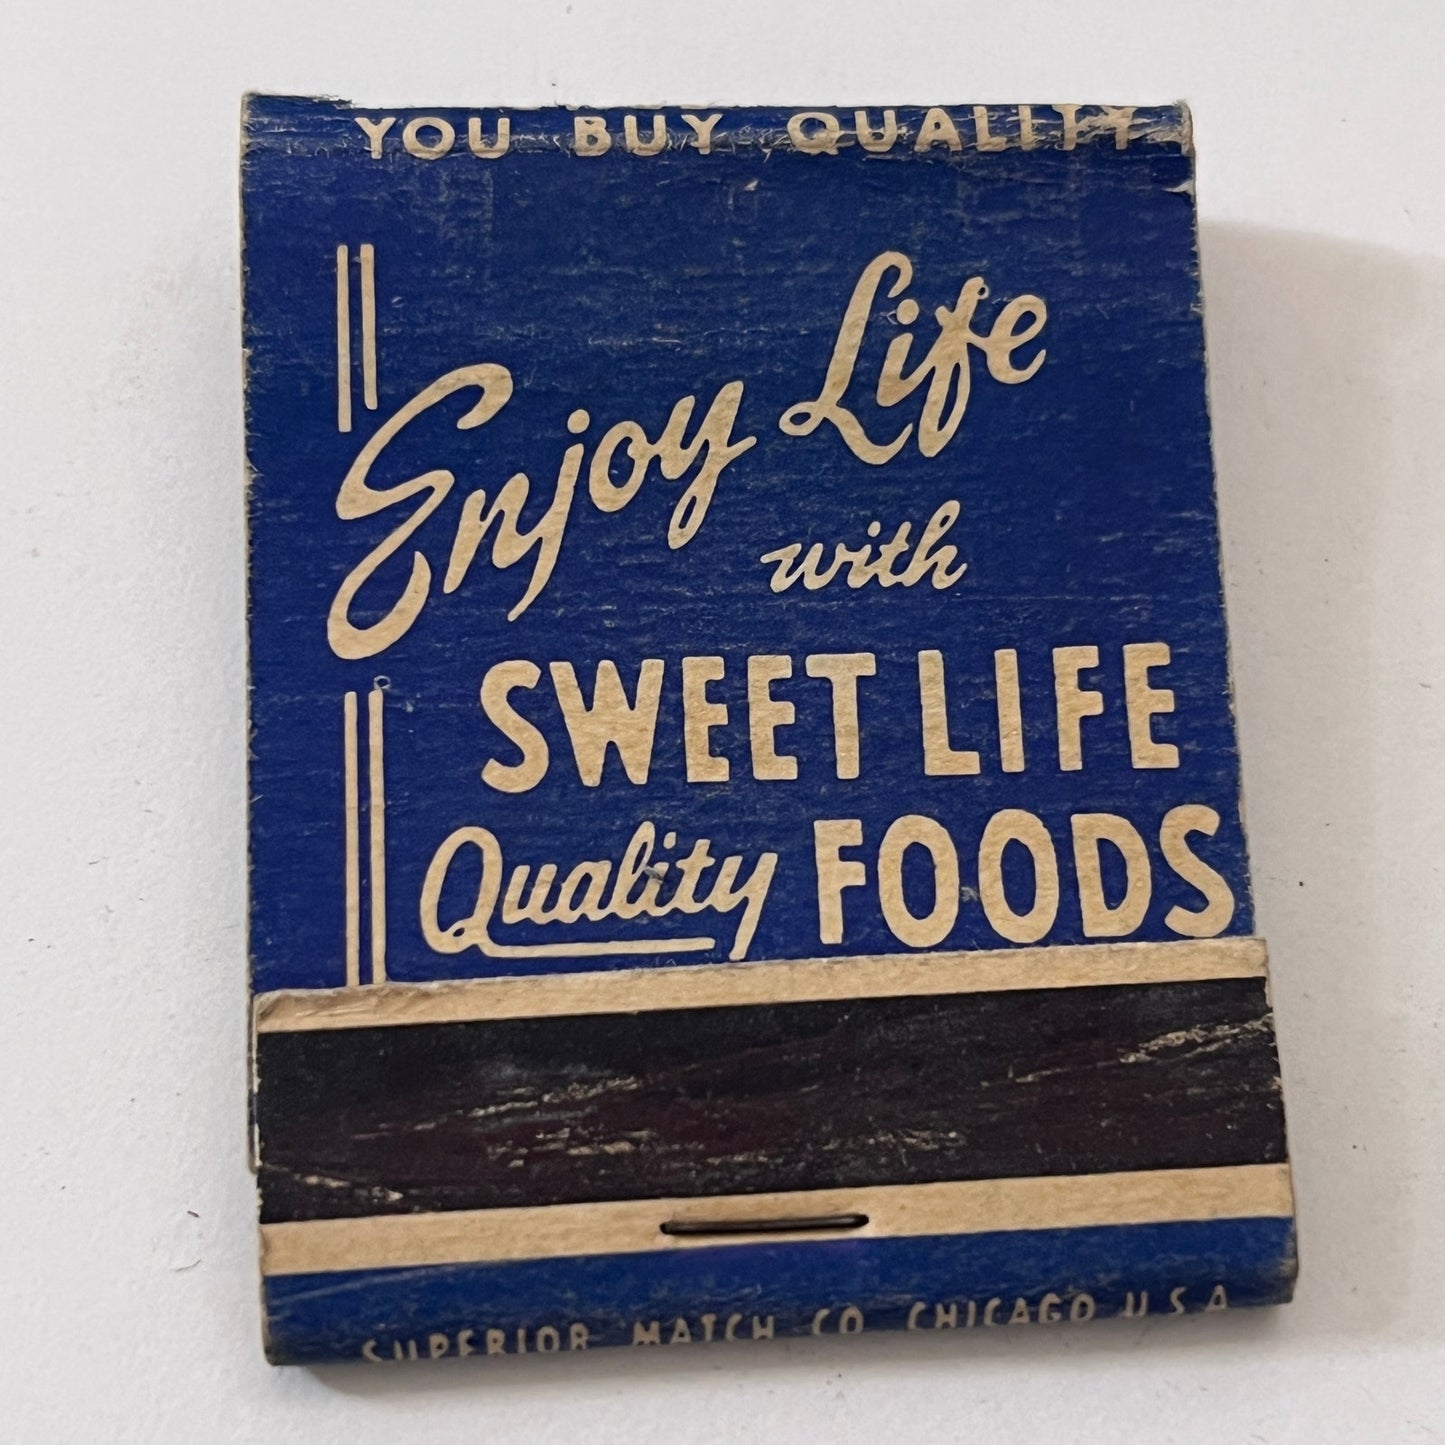 YOU BUY QUALITY
Enjoy Life
with
SWEET LIFE
Quality FOODS
SUPERIOR MATCH CO CHICAGO U.S.A